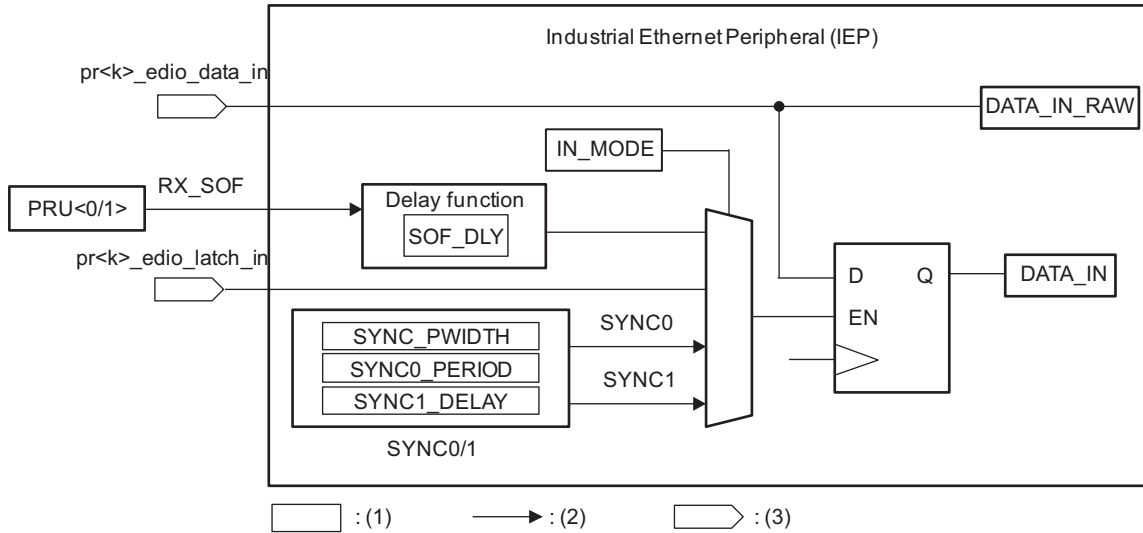 Industrial Ethernet Peripheral (IEP)
pr<k>_edio_data_in
DATA_IN_RAW
IN_MODE
RX_SOF
PRU<0/1>
Delay function
SOF_DLY
pr<k>_edio_latch_in
D
Q
DATA_IN
EN
SYNC_PWIDTH
SYNC0_PERIOD
SYNC1_DELAY
SYNC0
SYNC1
SYNC0/1
: (1)
: (2)
: (3)